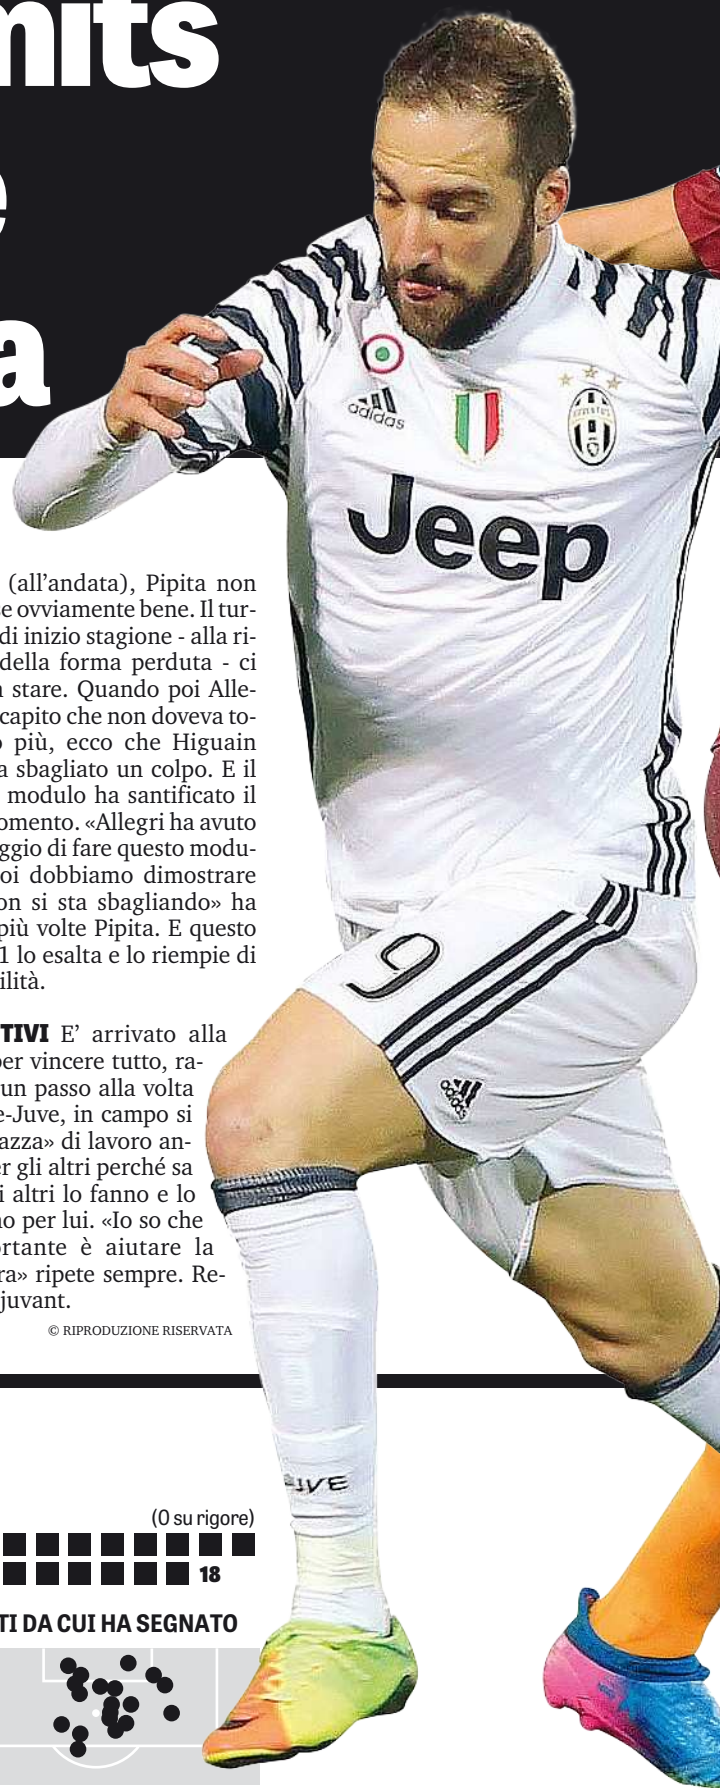 mits
e
a
adidas
JUVENTUS
Jeep
(all’andata), Pipita non
se ovviamente bene. Il tur-
di inizio stagione - alla ri-
della forma perduta - ci
stare. Quando poi Alle-
capito che non doveva to-
più, ecco che Higuain
a sbagliato un colpo. E il
modulo ha santificato il
omento. «Allegri ha avuto
ggio di fare questo modu-
oi dobbiamo dimostrare
on si sta sbagliando» ha
più volte Pipita. E questo
1 lo esalta e lo riempie di
ilità.
9
TIVI E’ arrivato alla
per vincere tutto, ra-
un passo alla volta
e-Juve, in campo si
azza» di lavoro an-
er gli altri perché sa
i altri lo fanno e lo
no per lui. «Io so che
ortante è aiutare la
ra» ripete sempre. Re-
juvant.
adidas
© RIPRODUZIONE RISERVATA
(0 su rigore)
18
TI DA CUI HA SEGNATO